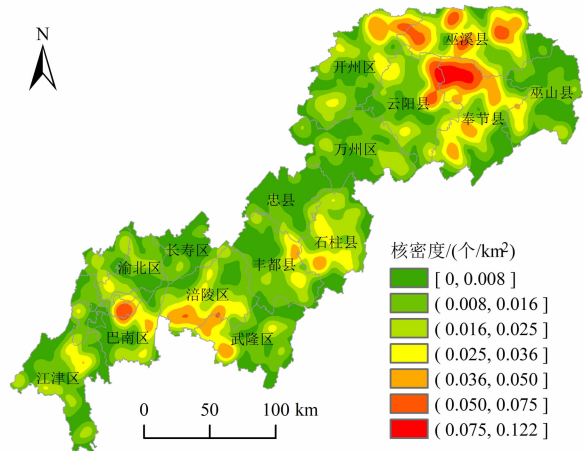 N
巫溪县
开州区
巫山县
云阳县
奉节县
万州区
忠县
石柱县
长寿区
渝北区
丰都县
涪陵区
巴南区
武隆区
江津区
核密度/(个/km²)
[ 0, 0.008 ]
( 0.008, 0.016 ]
( 0.016, 0.025 ]
( 0.025, 0.036 ]
( 0.036, 0.050 ]
( 0.050, 0.075 ]
( 0.075, 0.122 ]
0 50 100 km